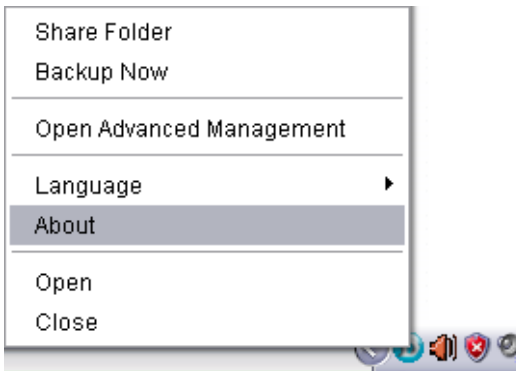 Share Folder
Backup Now
Open Advanced Management
Language
About
Open
Close